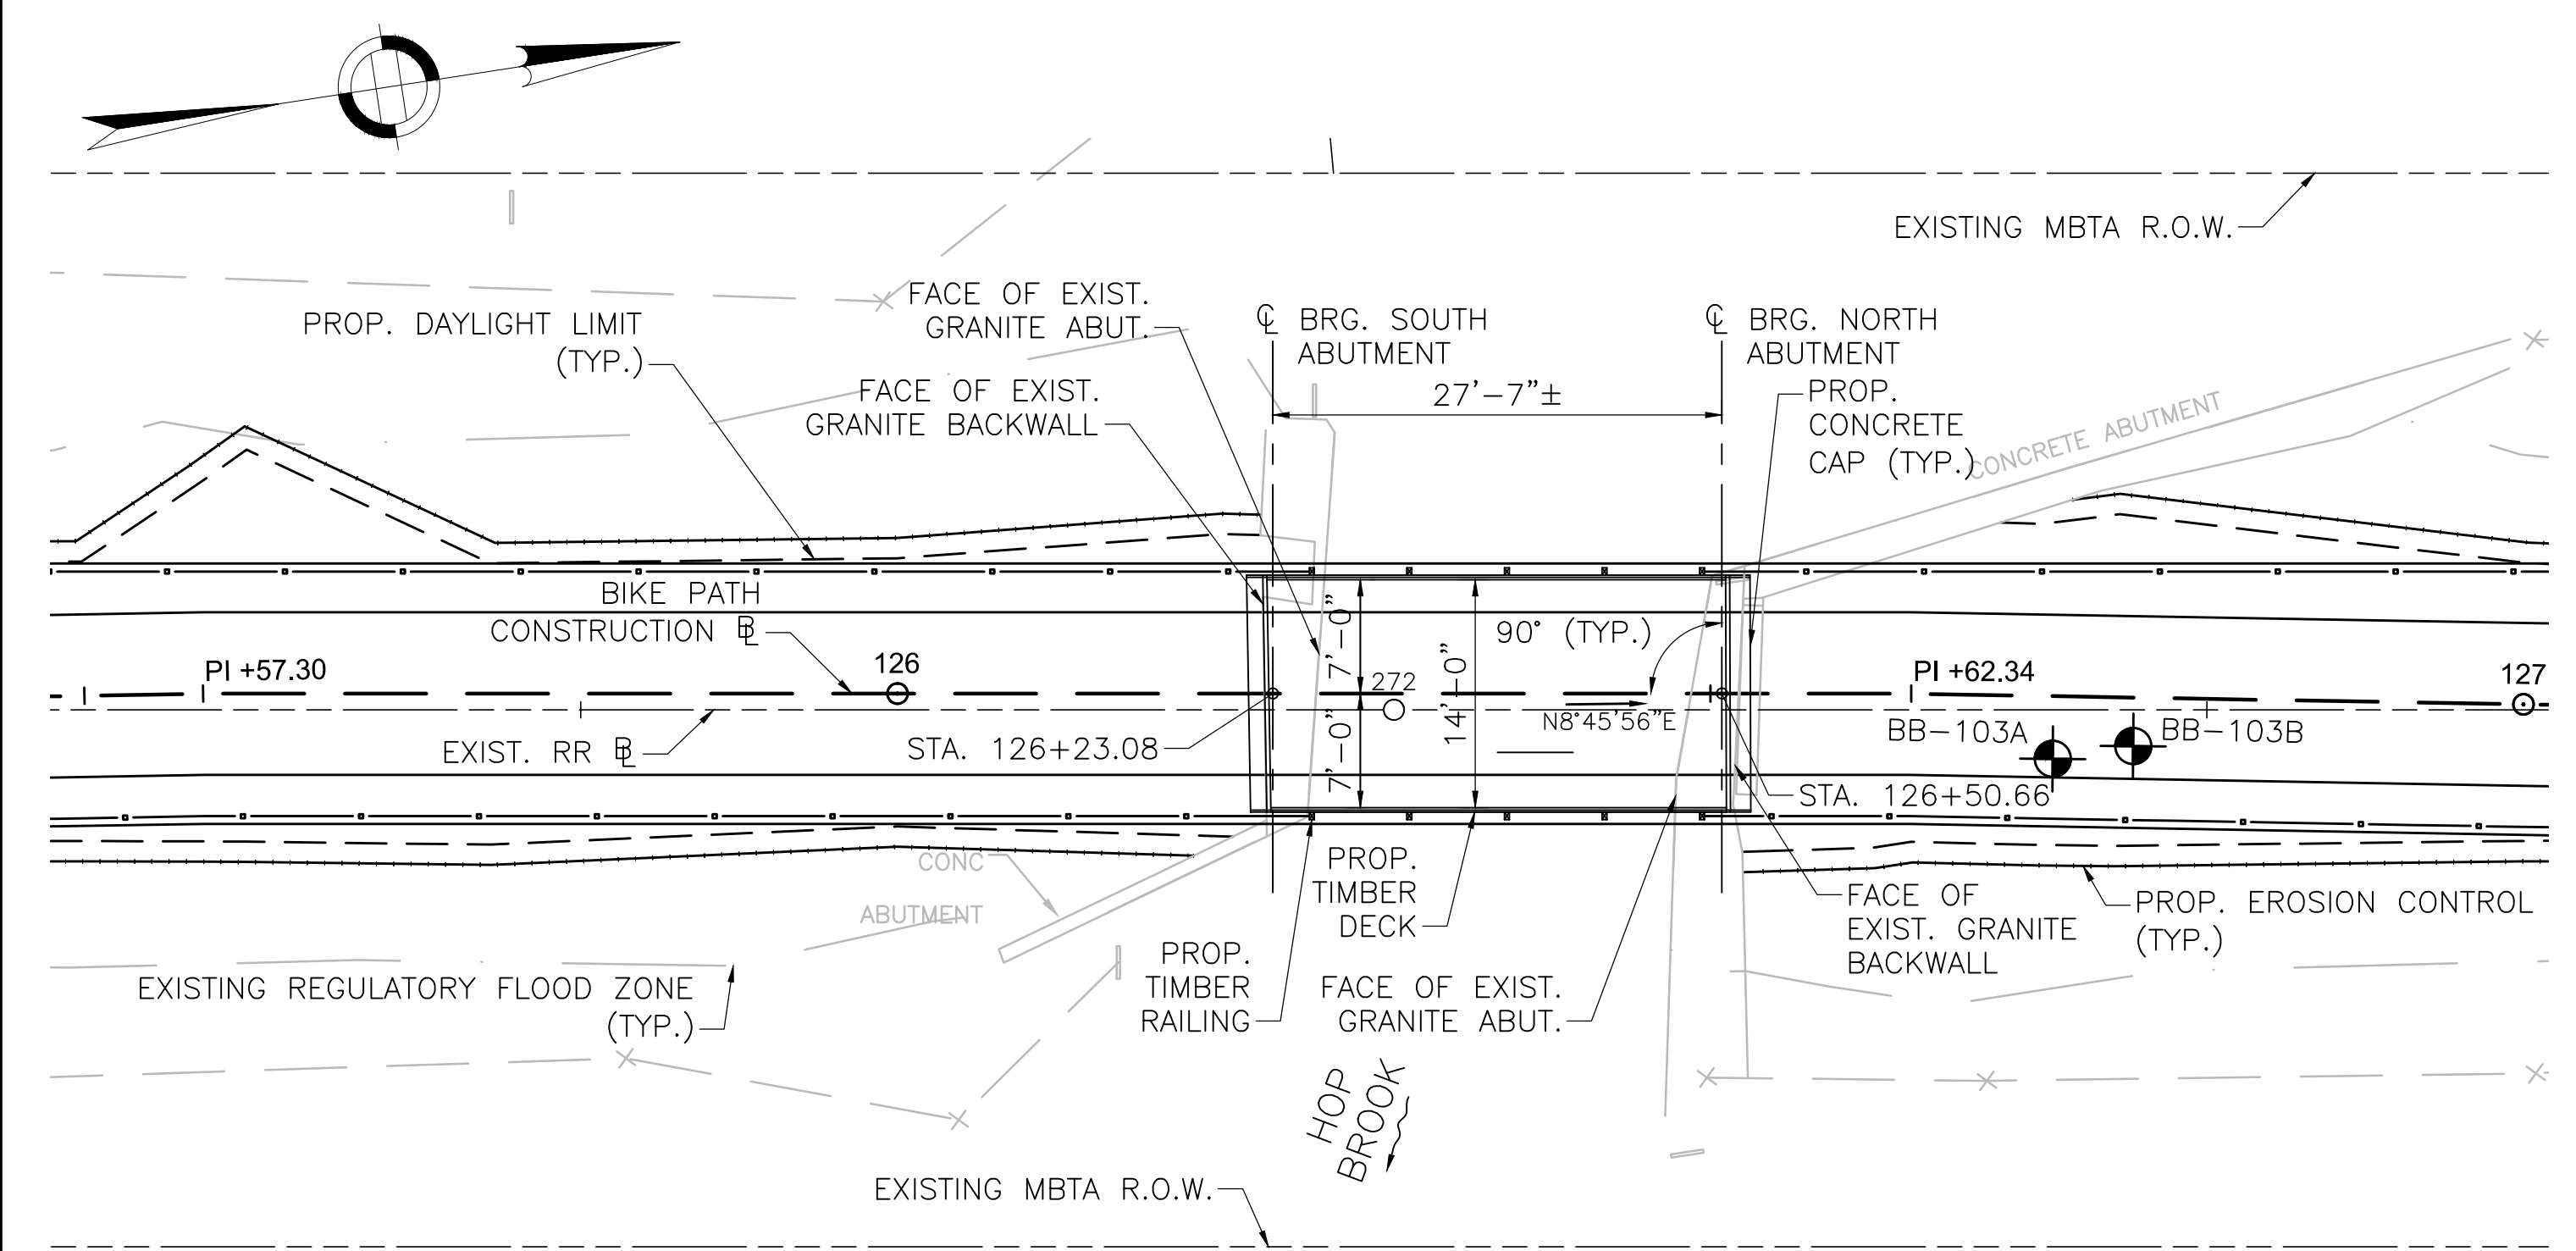 EXISTING MBTA R.O.W.
FACE OF EXIST.
GRANITE ABUT.
PROP. DAYLIGHT LIMIT
(TYP.)
℄ BRG. SOUTH
ABUTMENT
℄ BRG. NORTH
ABUTMENT
FACE OF EXIST.
GRANITE BACKWALL
27'-7"±
PROP.
CONCRETE
CAP (TYP.)
CONCRETE ABUTMENT
BIKE PATH
CONSTRUCTION BL
7'-0"
90° (TYP.)
PI +57.30
126
272
14'-0"
PI +62.34
127
N8°45'56"E
EXIST. RR BL
STA. 126+23.08
7'-0"
BB-103A
BB-103B
STA. 126+50.66
CONC
ABUTMENT
PROP.
TIMBER
DECK
FACE OF
EXIST. GRANITE
BACKWALL
PROP. EROSION CONTROL
(TYP.)
PROP.
TIMBER
RAILING
EXISTING REGULATORY FLOOD ZONE
(TYP.)
FACE OF EXIST.
GRANITE ABUT.
HOP
BROOK
EXISTING MBTA R.O.W.